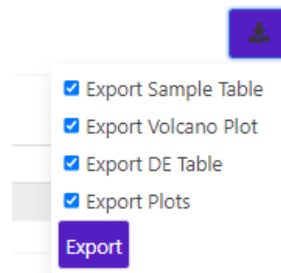 Export Sample Table
Export Volcano Plot
Export DE Table
Export Plots
Export